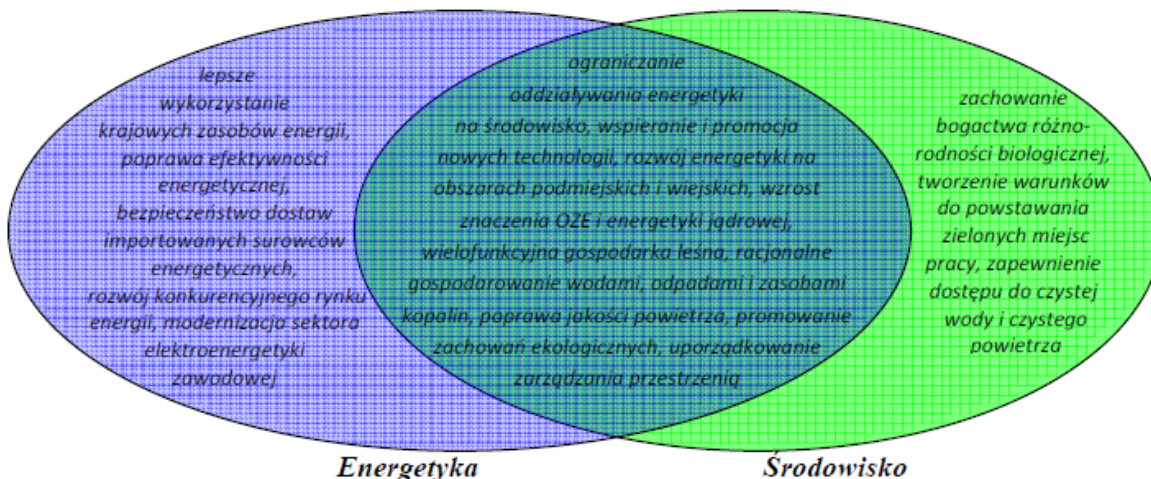 lepsze
wykorzystanie
krajowych zasobów energii,
poprawa efektywności
energetycznej,
bezpieczeństwo dostaw
importowanych surowców
energetycznych,
rozwój konkurencyjnego rynku
energii, modernizacja sektora
elektroenergetyki
zawodowej
ograniczanie
oddziaływania energetyki
na środowisko, wspieranie i promocja
nowych technologii, rozwój energetyki na
obszarach podmiejskich i wiejskich, wzrost
znaczenia OZE i energetyki jądrowej,
wielofunkcyjna gospodarka leśna, racjonalne
gospodarowanie wodami, odpadami i zasobami
kopalin, poprawa jakości powietrza, promowanie
zachowań ekologicznych, uporządkowanie
zarządzania przestrzenią
zachowanie
bogactwa różno-
rodności biologicznej,
tworzenie warunków
do powstawania
zielonych miejsc
pracy, zapewnienie
dostępu do czystej
wody i czystego
powietrza
Energetyka
Środowisko